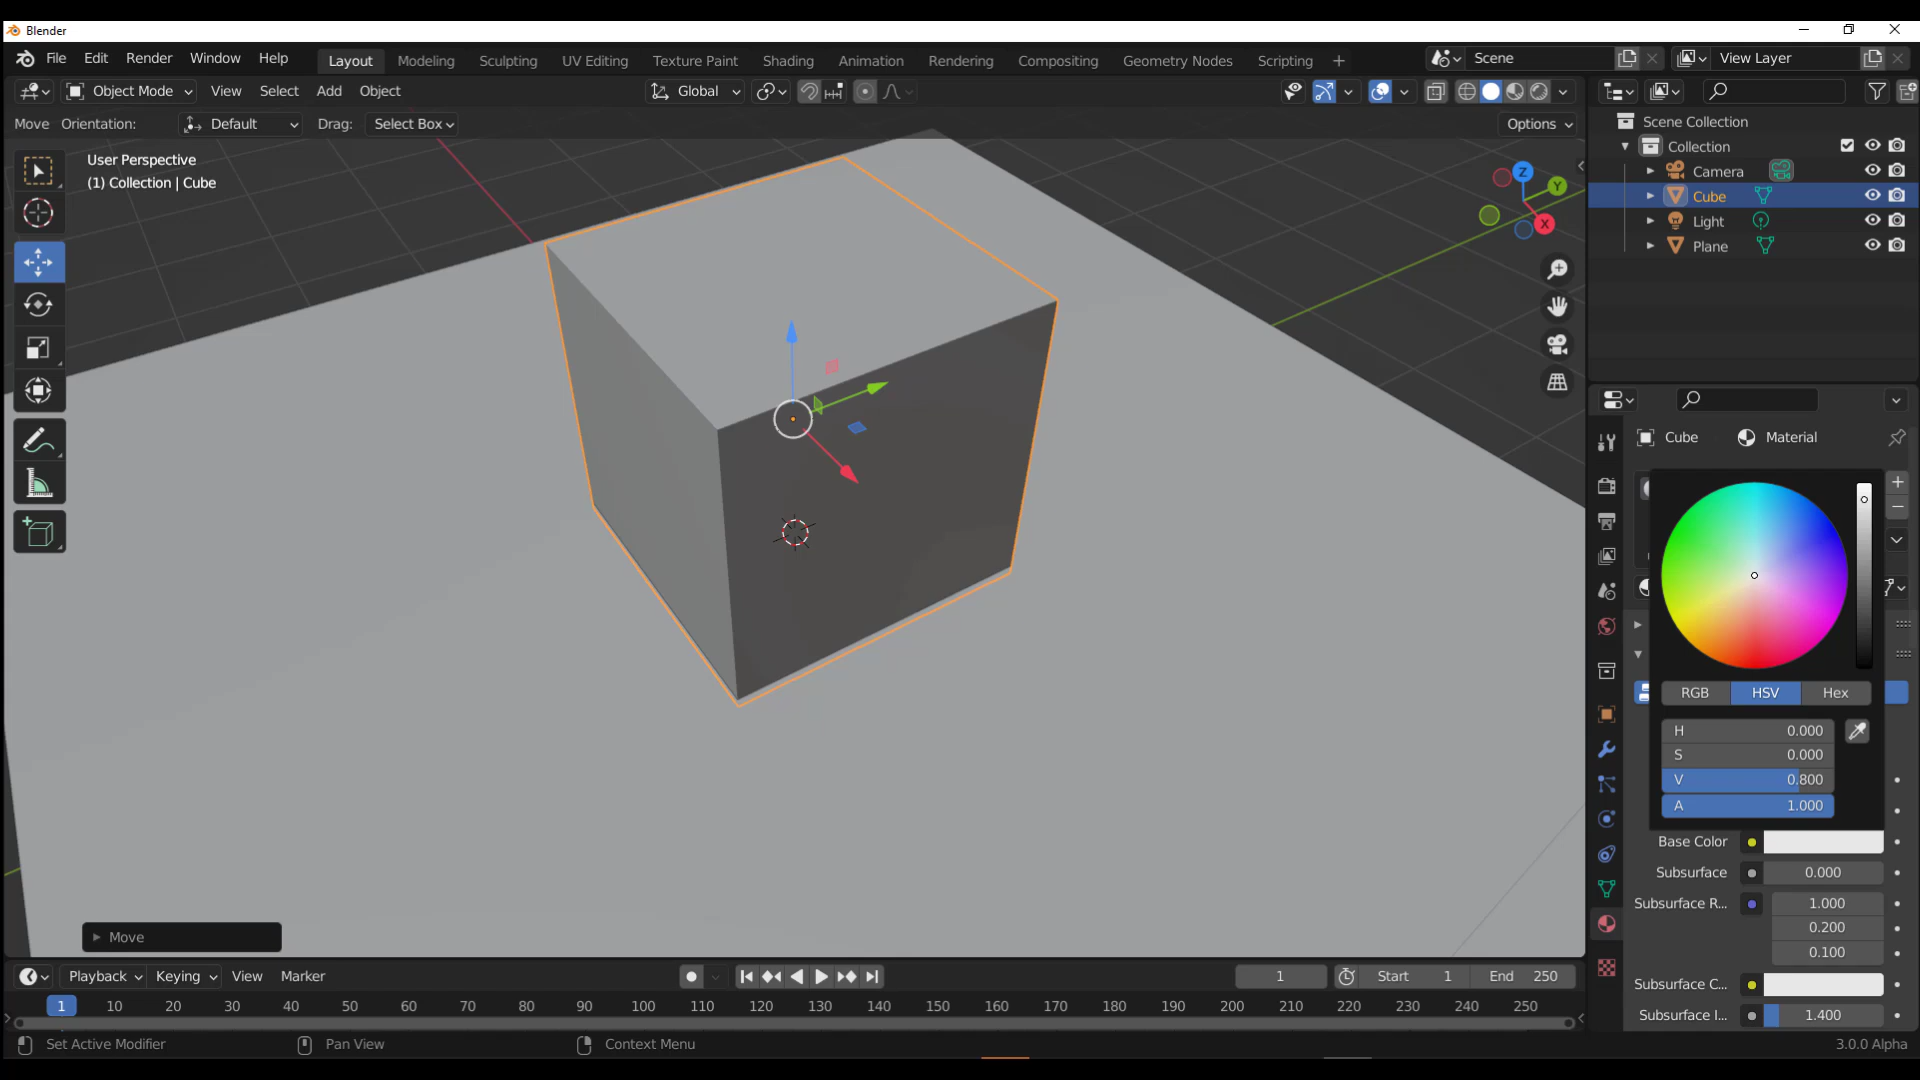 Blender
File Edit Render Window Help Layout Modeling Sculpting UV Editing Texture Paint Shading Animation Rendering Compositing Geometry Nodes Scripting + Scene View Layer
Object Mode View Select Add Object Global
Move Orientation: Default Drag: Select Box Options
User Perspective
(1) Collection | Cube
Z
Y
X
Scene Collection
Collection
Camera
Cube
Light
Plane
Cube Material
RGB HSV Hex
H 0.000
S 0.000
V 0.800
A 1.000
Base Color
Subsurface 0.000
Subsurface R... 1.000
0.200
0.100
Subsurface C...
Subsurface I... 1.400
Move
Playback Keying View Marker 1 Start 1 End 250
1 10 20 30 40 50 60 70 80 90 100 110 120 130 140 150 160 170 180 190 200 210 220 230 240 250
Set Active Modifier Pan View Context Menu 3.0.0 Alpha